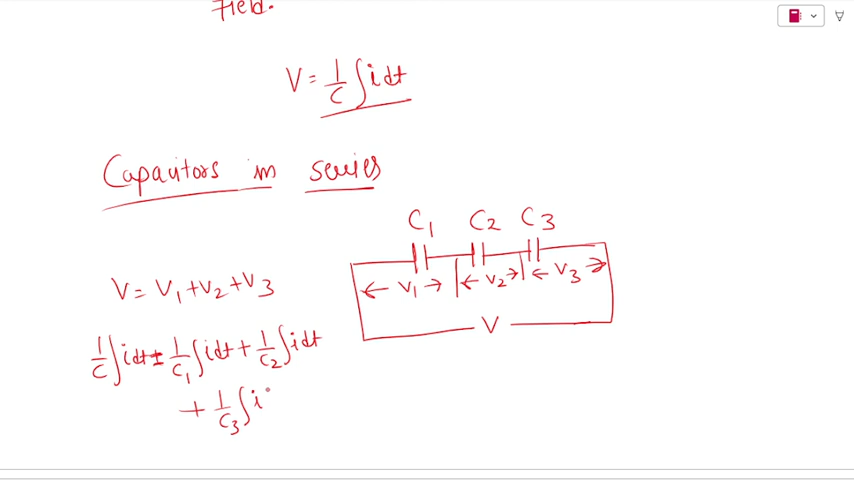 Field.
V = 1/C ∫ i dt
Capacitors in series
C1 C2 C3
V = V1 + V2 + V3
← V1 → ← V2 → ← V3 →
V
1/C ∫ i dt = 1/C1 ∫ i dt + 1/C2 ∫ i dt
+ 1/C3 ∫ i